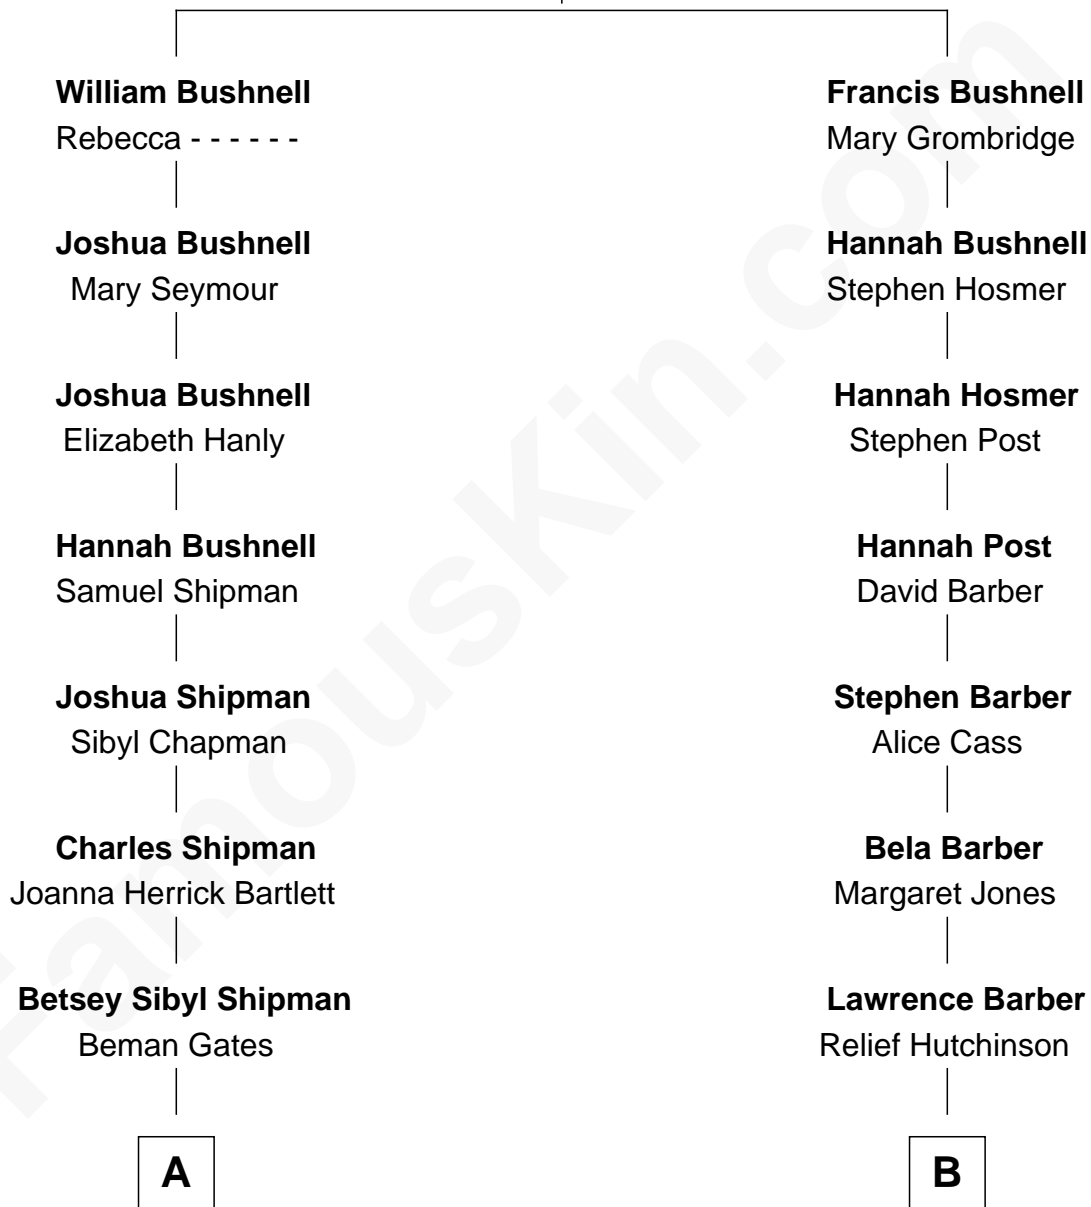 William Bushnell
Rebecca - - - - - -
Joshua Bushnell
Mary Seymour
Joshua Bushnell
Elizabeth Hanly
Hannah Bushnell
Samuel Shipman
Joshua Shipman
Sibyl Chapman
Charles Shipman
Joanna Herrick Bartlett
Betsey Sibyl Shipman
Beman Gates
A
Francis Bushnell
Mary Grombridge
Hannah Bushnell
Stephen Hosmer
Hannah Hosmer
Stephen Post
Hannah Post
David Barber
Stephen Barber
Alice Cass
Bela Barber
Margaret Jones
Lawrence Barber
Relief Hutchinson
B
FamousKin.com